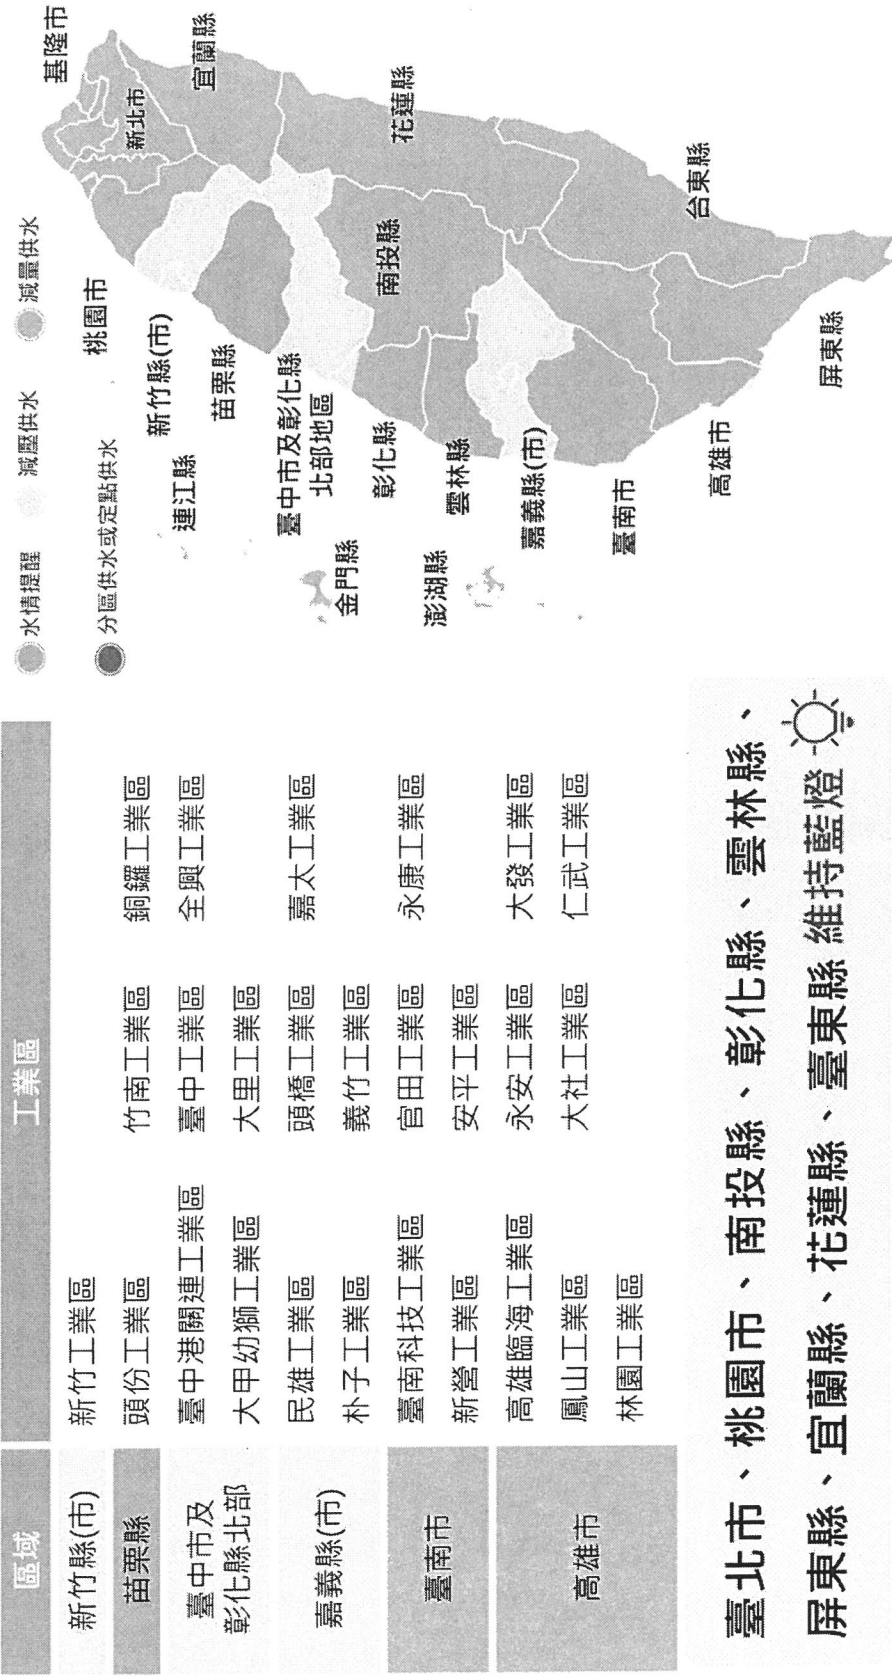 區域 工業區
新竹縣(市) 新竹工業區
苗栗縣 頭份工業區 竹南工業區 銅鑼工業區
臺中市及
彰化縣北部
臺中港關連工業區 臺中工業區 全興工業區
大甲幼獅工業區 大里工業區
嘉義縣(市)
民雄工業區 頭橋工業區 嘉太工業區
朴子工業區 義竹工業區
臺南市
臺南科技工業區 官田工業區 永康工業區
新營工業區 安平工業區
高雄市
高雄臨海工業區 永安工業區 大發工業區
鳳山工業區 大社工業區 仁武工業區
林園工業區
水情提醒 減壓供水 減量供水
分區供水或定點供水
基隆市
新北市
桃園市
宜蘭縣
新竹縣(市)
連江縣
苗栗縣
臺中市及彰化縣
北部地區
金門縣
花蓮縣
南投縣
彰化縣
澎湖縣
雲林縣
嘉義縣(市)
臺南市
台東縣
高雄市
屏東縣
臺北市、桃園市、南投縣、彰化縣、雲林縣、
屏東縣、宜蘭縣、花蓮縣、臺東縣 維持藍燈